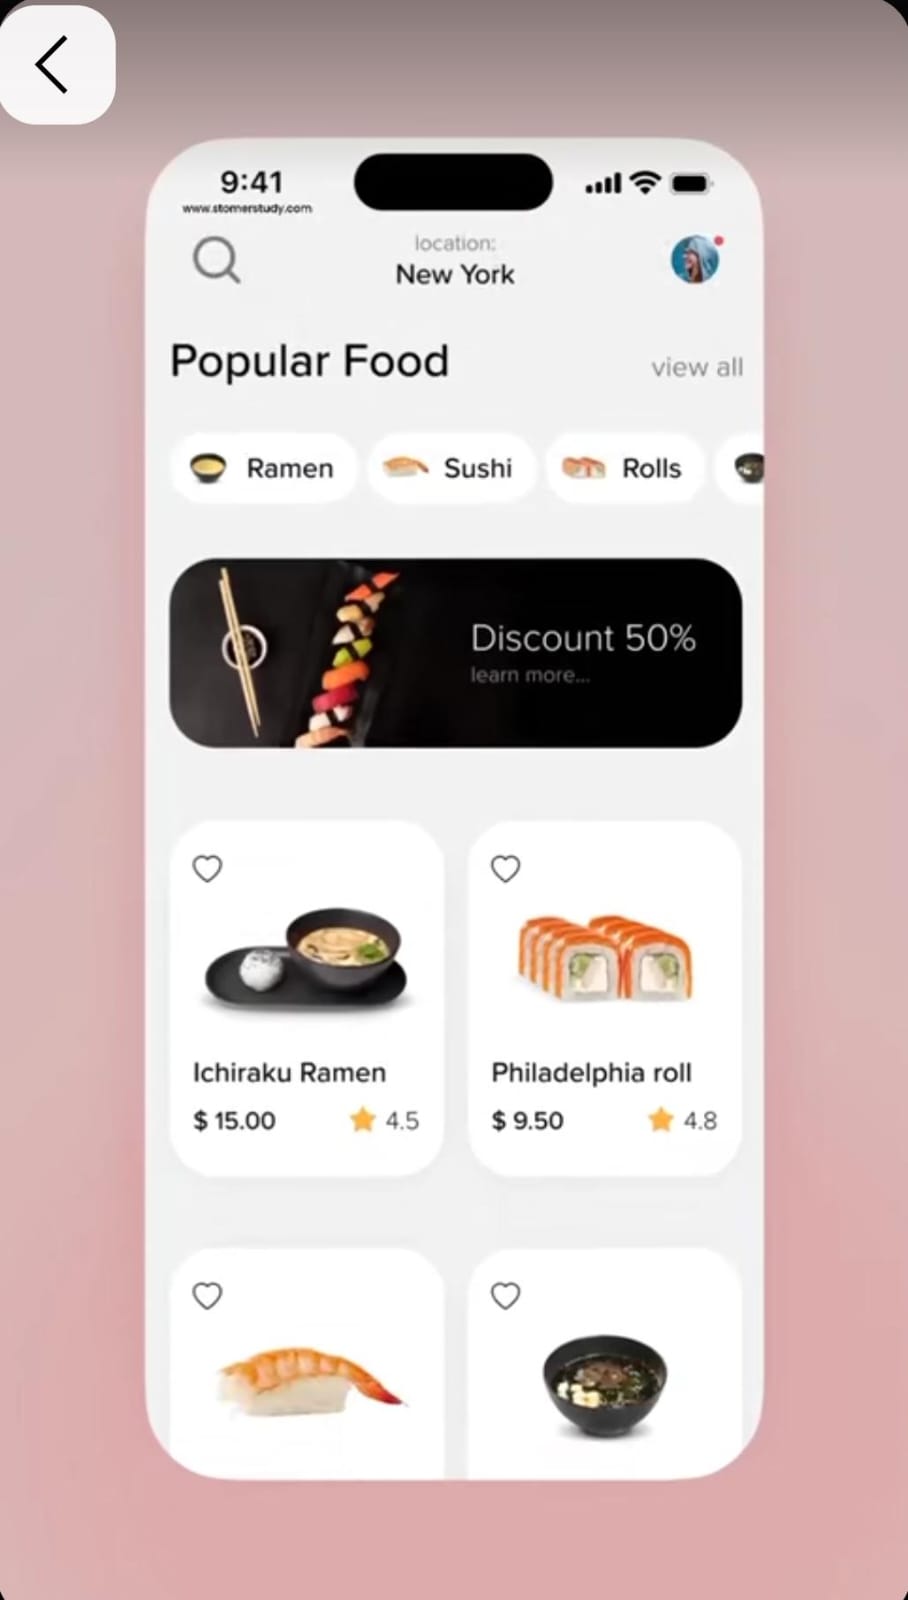 9:41
www.stomerstudy.com
location:
New York
Popular Food
view all
Ramen
Sushi
Rolls
Discount 50%
learn more...
Ichiraku Ramen
$ 15.00
4.5
Philadelphia roll
$ 9.50
4.8